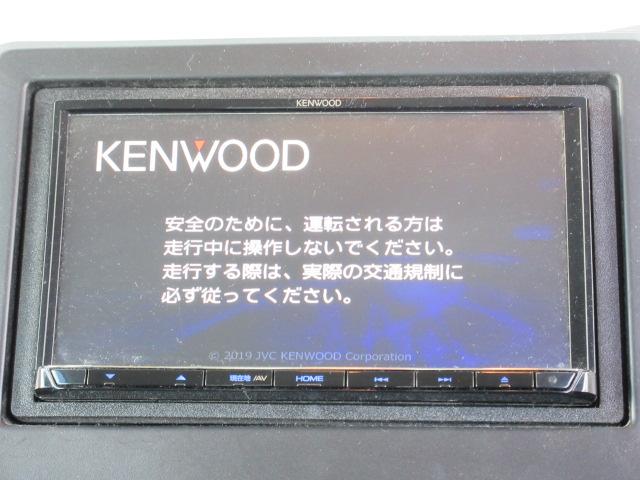 KENWOOD
KENWOOD
安全のために、運転される方は
走行中に操作しないでください。
走行する際は、実際の交通規制に
必ず従ってください。
© 2019 JVC KENWOOD Corporation
現在地 /AV HOME